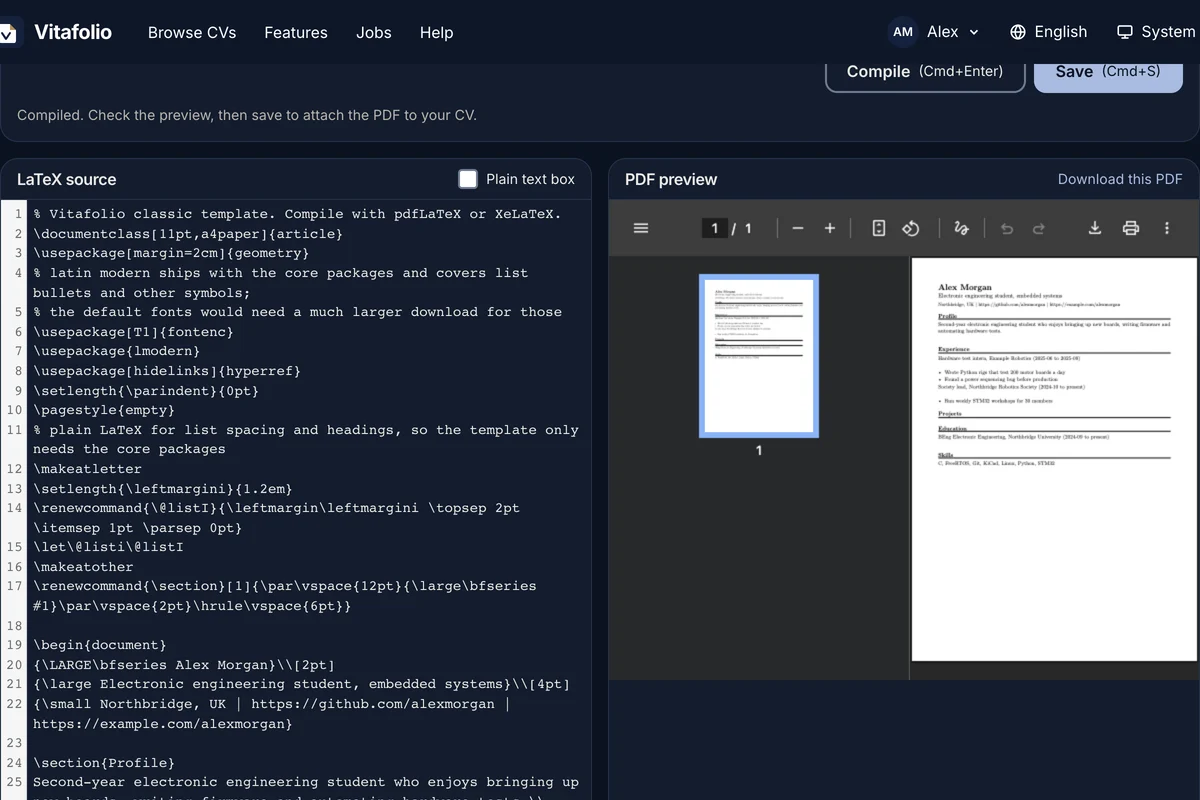 Vitafolio
Browse CVs
Features
Jobs
Help
AM
Alex
English
System
Compile (Cmd+Enter)
Save (Cmd+S)
Compiled. Check the preview, then save to attach the PDF to your CV.
LaTeX source
Plain text box
1 % Vitafolio classic template. Compile with pdfLaTeX or XeLaTeX.
2 \documentclass[11pt,a4paper]{article}
3 \usepackage[margin=2cm]{geometry}
4 % latin modern ships with the core packages and covers list
bullets and other symbols;
5 % the default fonts would need a much larger download for those
6 \usepackage[T1]{fontenc}
7 \usepackage{lmodern}
8 \usepackage[hidelinks]{hyperref}
9 \setlength{\parindent}{0pt}
10 \pagestyle{empty}
11 % plain LaTeX for list spacing and headings, so the template only
needs the core packages
12 \makeatletter
13 \setlength{\leftmargini}{1.2em}
14 \renewcommand{\@listI}{\leftmargin\leftmargini \topsep 2pt
\itemsep 1pt \parsep 0pt}
15 \let\@listi\@listI
16 \makeatother
17 \renewcommand{\section}[1]{\par\vspace{12pt}{\large\bfseries
#1}\par\vspace{2pt}\hrule\vspace{6pt}}
18
19 \begin{document}
20 {\LARGE\bfseries Alex Morgan}\\[2pt]
21 {\large Electronic engineering student, embedded systems}\\[4pt]
22 {\small Northbridge, UK | https://github.com/alexmorgan |
https://example.com/alexmorgan}
23
24 \section{Profile}
25 Second-year electronic engineering student who enjoys bringing up
new boards, writing firmware and automating hardware tests.\\
PDF preview
Download this PDF
1 / 1
1
Alex Morgan
Electronic engineering student, embedded systems
Northbridge, UK | https://github.com/alexmorgan | https://example.com/alexmorgan
Profile
Second-year electronic engineering student who enjoys bringing up new boards, writing firmware and
automating hardware tests.
Experience
Hardware test intern, Example Robotics (2025-06 to 2025-09)
• Wrote Python rigs that test 200 motor boards a day
• Found a power sequencing bug before production
Society lead, Northbridge Robotics Society (2024-10 to present)
• Run weekly STM32 workshops for 30 members
Projects
Education
BEng Electronic Engineering, Northbridge University (2024-09 to present)
Skills
C, FreeRTOS, Git, KiCad, Linux, Python, STM32